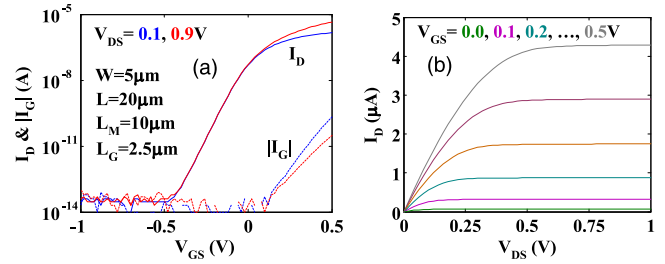 10⁻⁵
10⁻⁸
10⁻¹¹
10⁻¹⁴
I_D & |I_G| (A)
V_DS = 0.1, 0.9V
(a)
I_D
W=5µm
L=20µm
L_M=10µm
L_G=2.5µm
|I_G|
-1 -0.5 0 0.5
V_GS (V)
V_GS= 0.0, 0.1, 0.2, ..., 0.5V
(b)
I_D (µA)
5
4
3
2
1
0
0 0.25 0.5 0.75 1
V_DS (V)